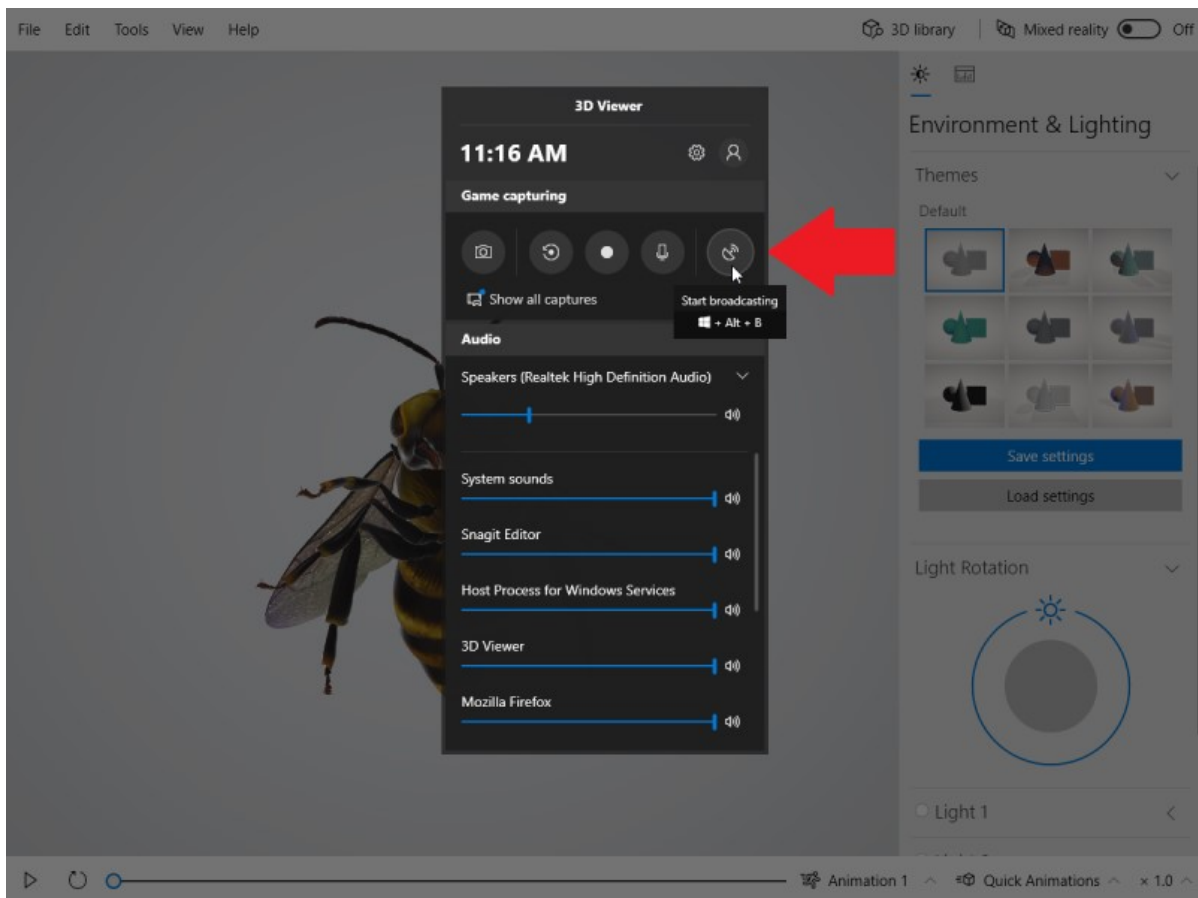 File Edit Tools View Help 3D library Mixed reality Off
3D Viewer
11:16 AM
Game capturing
Show all captures
Start broadcasting
+ Alt + B
Audio
Speakers (Realtek High Definition Audio)
System sounds
Snagit Editor
Host Process for Windows Services
3D Viewer
Mozilla Firefox
Environment & Lighting
Themes
Default
Save settings
Load settings
Light Rotation
Light 1
Animation 1 Quick Animations × 1.0